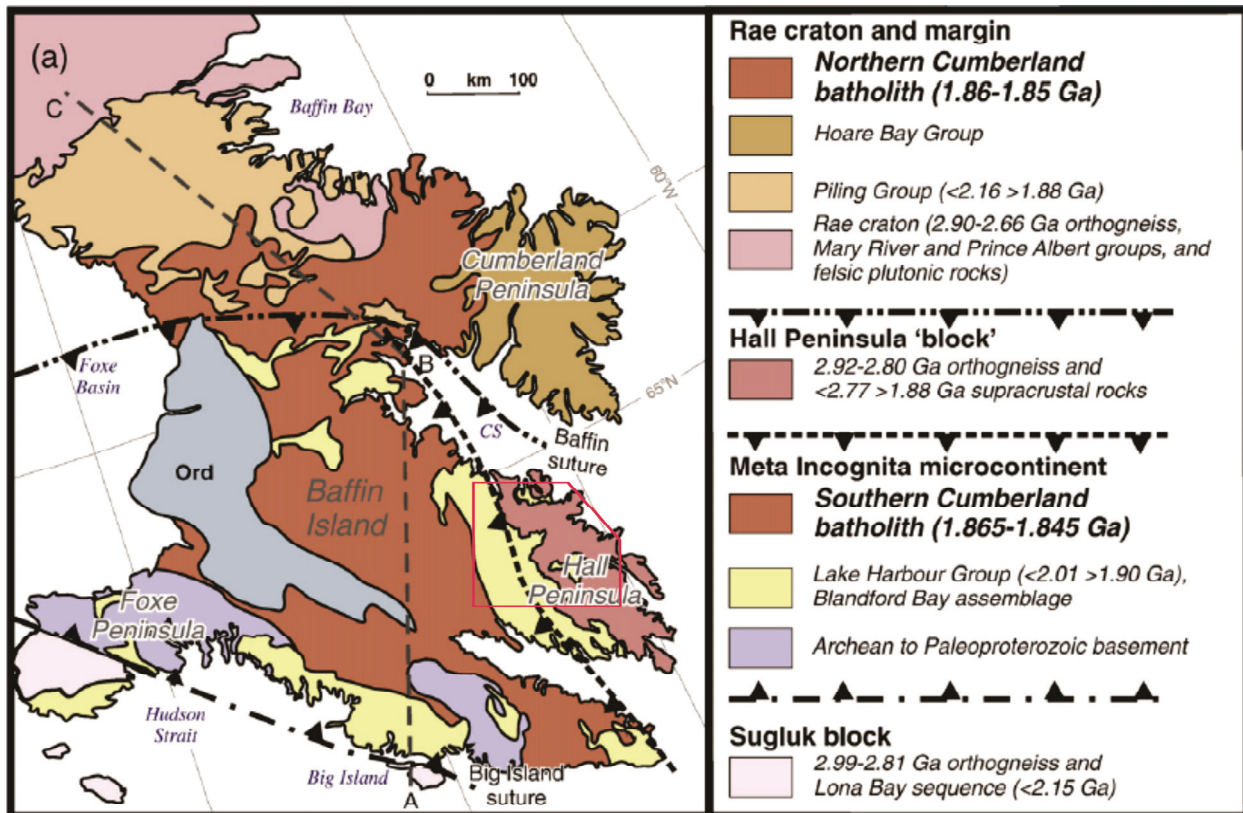 (a)
C
0 km 100
Baffin Bay
60°W
Cumberland
Peninsula
Foxe
Basin
B
65°N
CS
Baffin
suture
Ord
Baffin
Island
Hall
Peninsula
Foxe
Peninsula
Hudson
Strait
Big Island
Big Island
suture
A
Rae craton and margin
Northern Cumberland
batholith (1.86-1.85 Ga)
Hoare Bay Group
Piling Group (<2.16 >1.88 Ga)
Rae craton (2.90-2.66 Ga orthogneiss,
Mary River and Prince Albert groups, and
felsic plutonic rocks)
Hall Peninsula ‘block’
2.92-2.80 Ga orthogneiss and
<2.77 >1.88 Ga supracrustal rocks
Meta Incognita microcontinent
Southern Cumberland
batholith (1.865-1.845 Ga)
Lake Harbour Group (<2.01 >1.90 Ga),
Blandford Bay assemblage
Archean to Paleoproterozoic basement
Sugluk block
2.99-2.81 Ga orthogneiss and
Lona Bay sequence (<2.15 Ga)